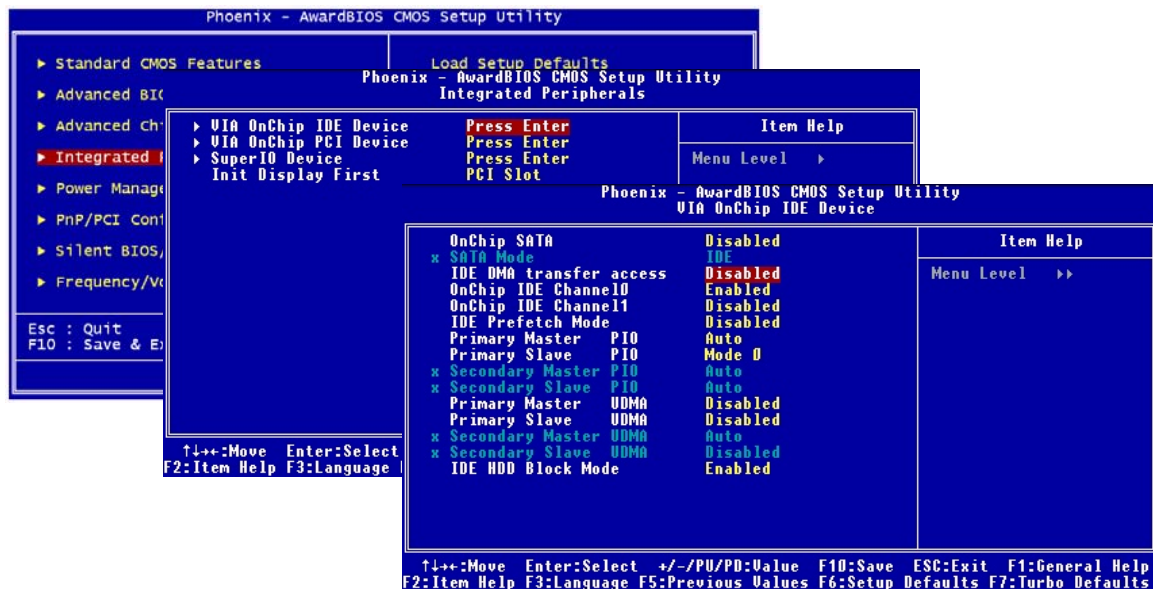 Phoenix - AwardBIOS CMOS Setup Utility
▶ Standard CMOS Features
Load Setup Defaults
▶ Advanced
▶ Advanced
▶ Integrated
▶ Power
▶ PnP/PCI
▶ Silent BIOS/
▶
Esc : Quit
F10 : Save &
Phoenix - AwardBIOS CMOS Setup Utility
Integrated Peripherals
▶ VIA OnChip IDE Device Press Enter
▶ VIA OnChip PCI Device Press Enter
▶ SuperIO Device Press Enter
Init Display First PCI Slot
Item Help
Menu Level ▶
↑↓→←:Move Enter:Select
F2:Item Help F3:Language
Phoenix - AwardBIOS CMOS Setup Utility
VIA OnChip IDE Device
OnChip SATA Disabled
x SATA Mode IDE
IDE DMA transfer access Disabled
OnChip IDE Channel0 Enabled
OnChip IDE Channel1 Disabled
IDE Prefetch Mode Disabled
Primary Master PIO Auto
Primary Slave PIO Mode 0
x Secondary Master PIO Auto
x Secondary Slave PIO Auto
Primary Master UDMA Disabled
Primary Slave UDMA Disabled
x Secondary Master UDMA Auto
x Secondary Slave UDMA Disabled
IDE HDD Block Mode Enabled
Item Help
Menu Level ▶▶
↑↓→←:Move Enter:Select +/-/PU/PD:Value F10:Save ESC:Exit F1:General Help
F2:Item Help F3:Language F5:Previous Values F6:Setup Defaults F7:Turbo Defaults